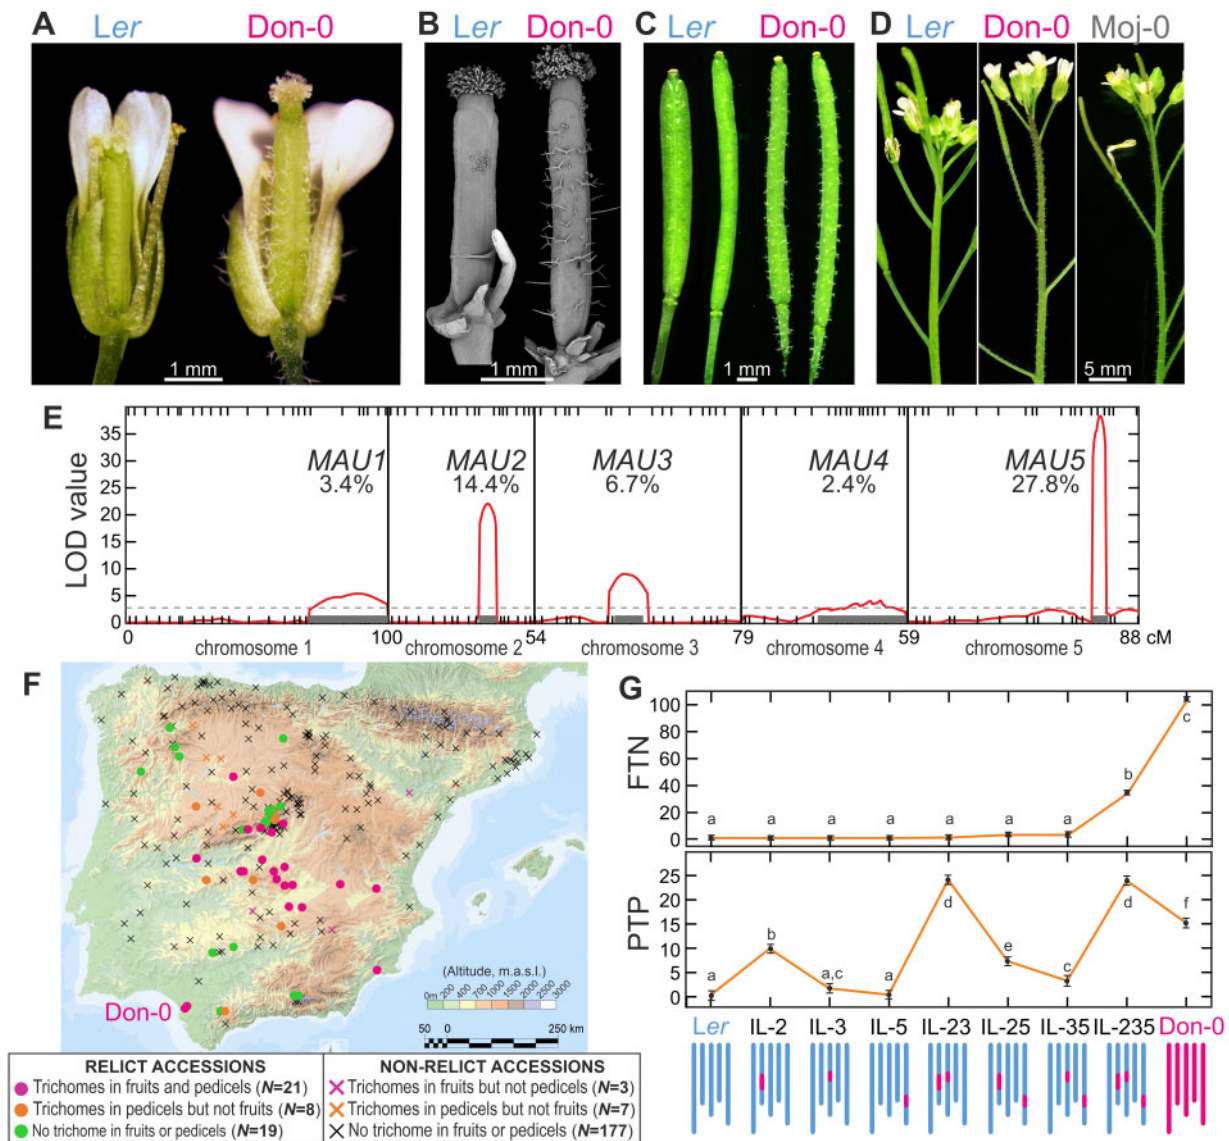 A Ler Don-0
B Ler Don-0
C Ler Don-0
D Ler Don-0 Moj-0
1 mm
1 mm
1 mm
5 mm
E
LOD value
35
30
25
20
15
10
5
0
MAU1 MAU2 MAU3 MAU4 MAU5
3.4% 14.4% 6.7% 2.4% 27.8%
0 100 54 79 59 88 cM
chromosome 1 chromosome 2 chromosome 3 chromosome 4 chromosome 5
F
Don-0
(Altitude, m.a.s.l.)
0m 200 400 700 1000 1500 2000 2500 3000
50 0 250 km
RELICT ACCESSIONS
Trichomes in fruits and pedicels (N=21)
Trichomes in pedicels but not fruits (N=8)
No trichome in fruits or pedicels (N=19)
NON-RELICT ACCESSIONS
Trichomes in fruits but not pedicels (N=3)
Trichomes in pedicels but not fruits (N=7)
No trichome in fruits or pedicels (N=177)
G
FTN
100
80
60
40
20
0
a a a a a a a b c
PTP
25
20
15
10
5
0
a b a,c a d e c d f
Ler IL-2 IL-3 IL-5 IL-23 IL-25 IL-35 IL-235 Don-0